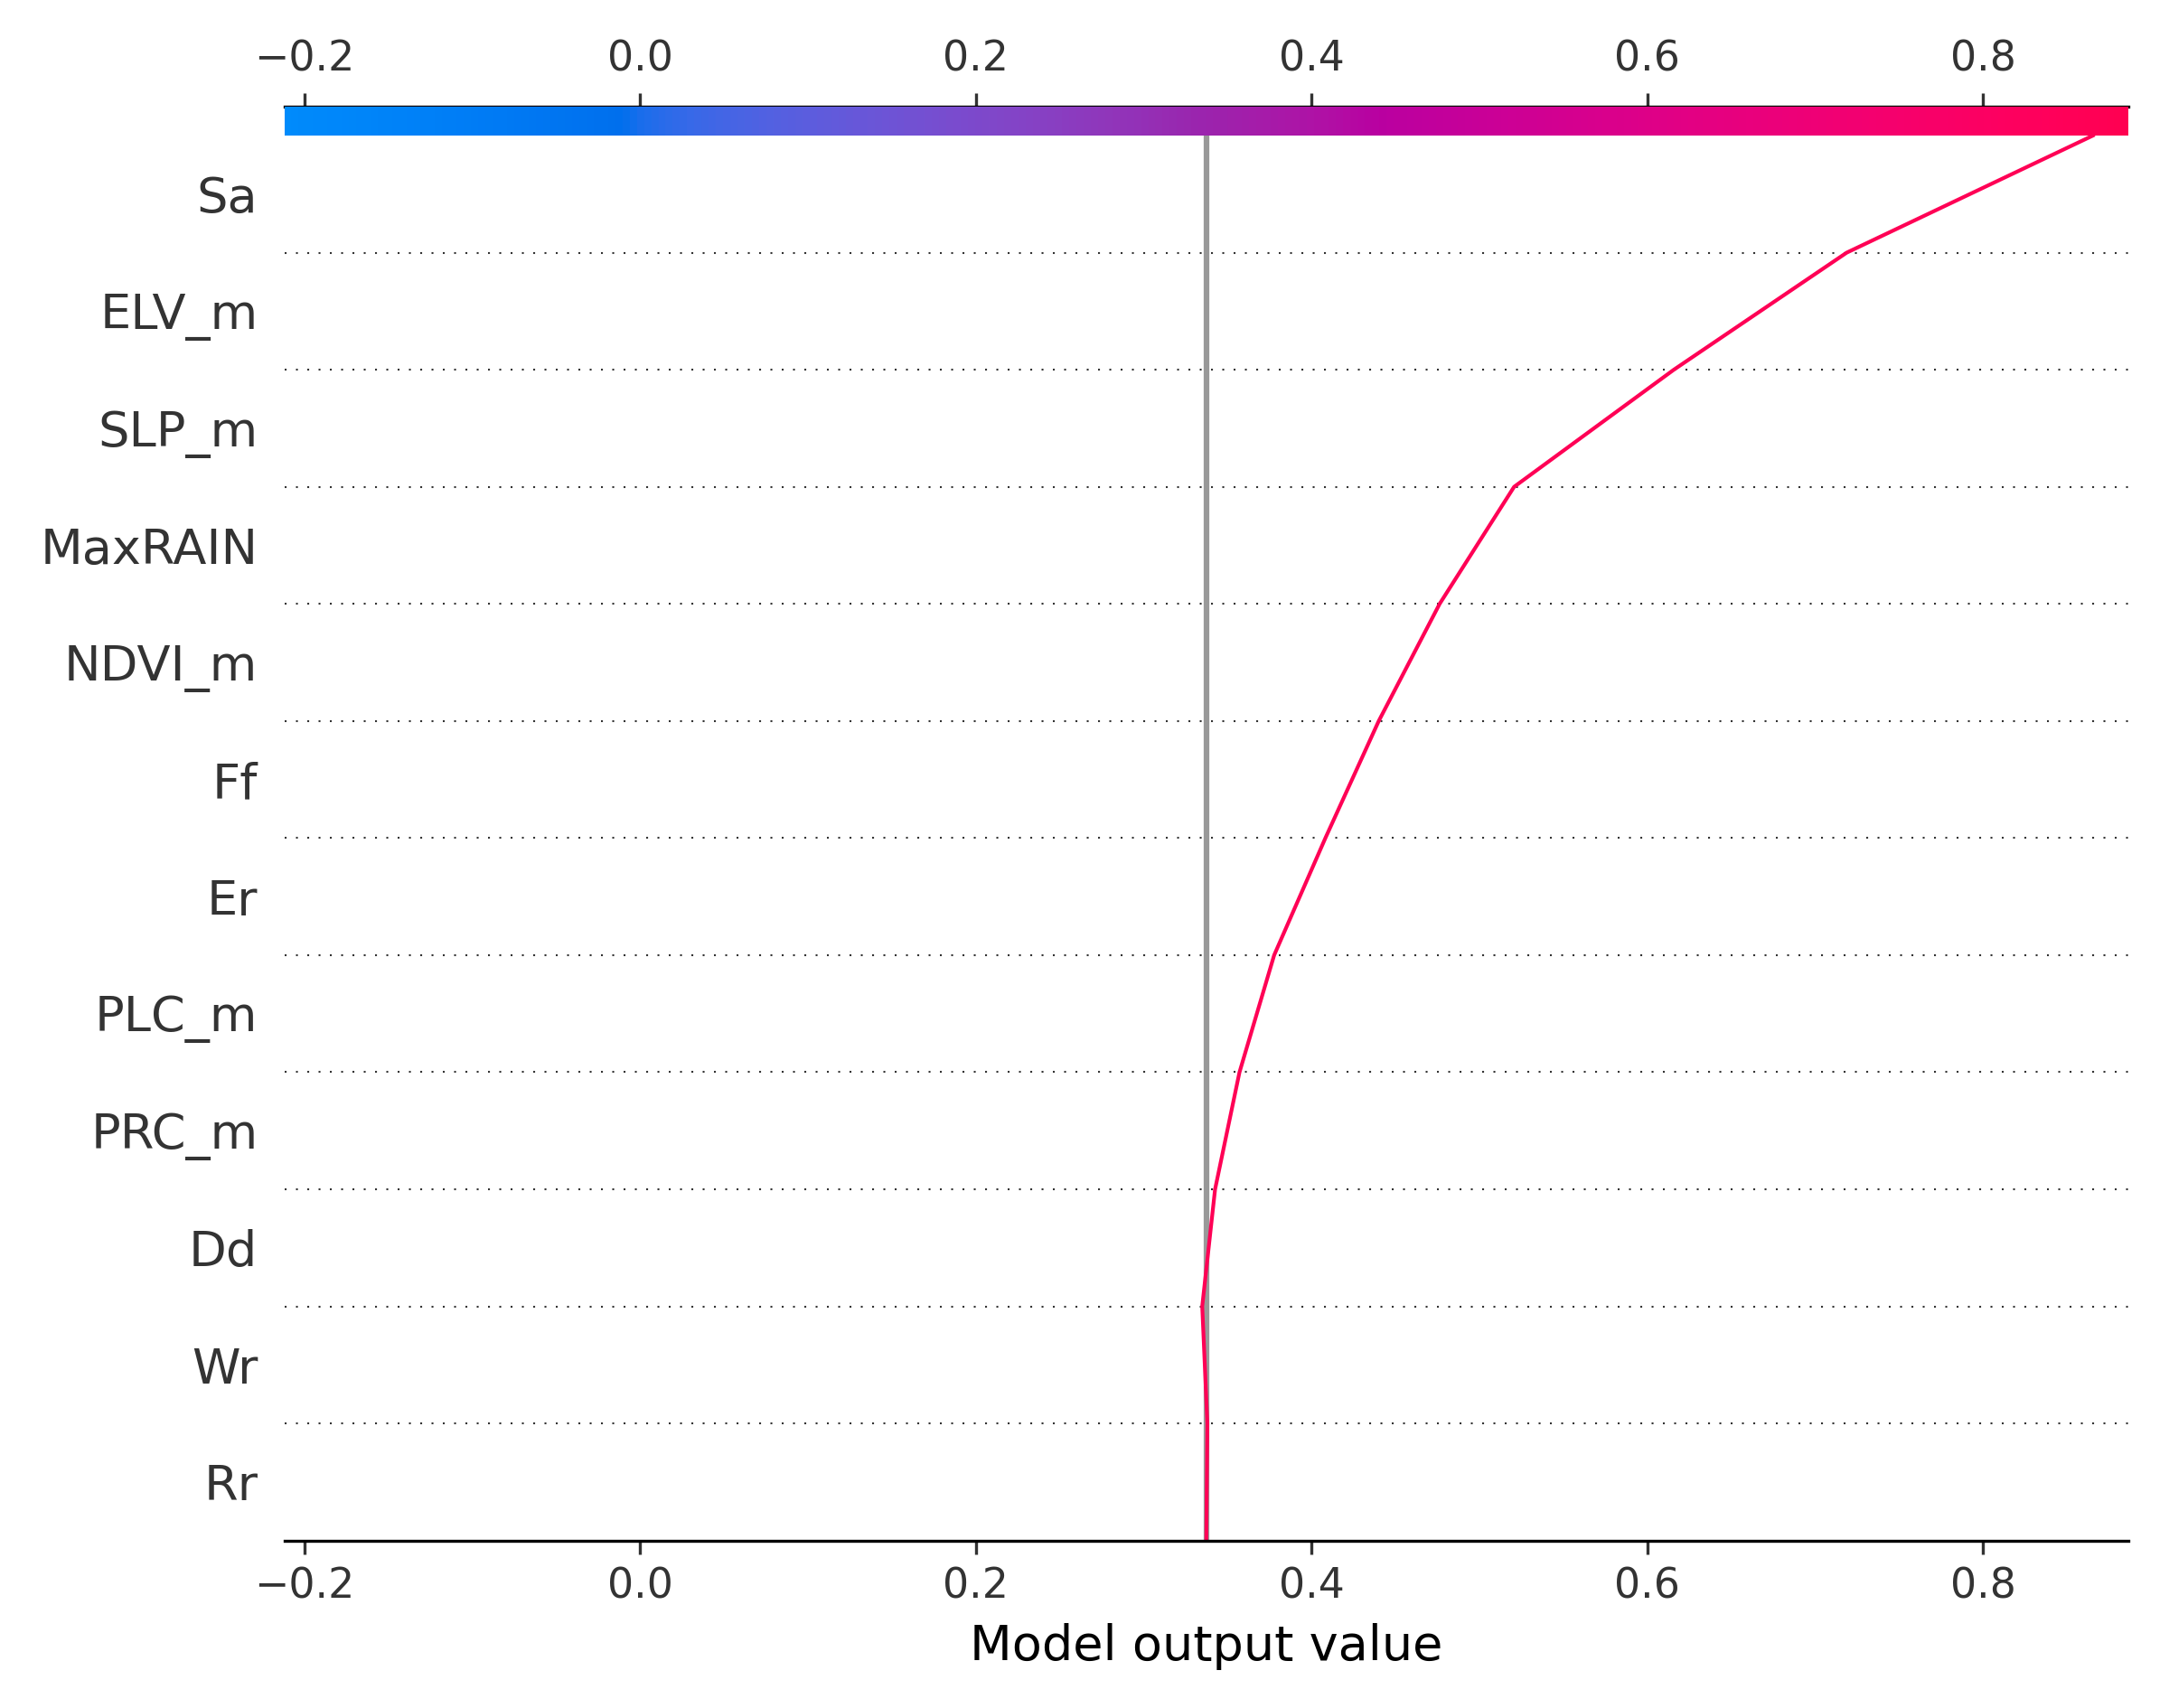 −0.2 0.0 0.2 0.4 0.6 0.8
Sa
ELV_m
SLP_m
MaxRAIN
NDVI_m
Ff
Er
PLC_m
PRC_m
Dd
Wr
Rr
−0.2 0.0 0.2 0.4 0.6 0.8
Model output value